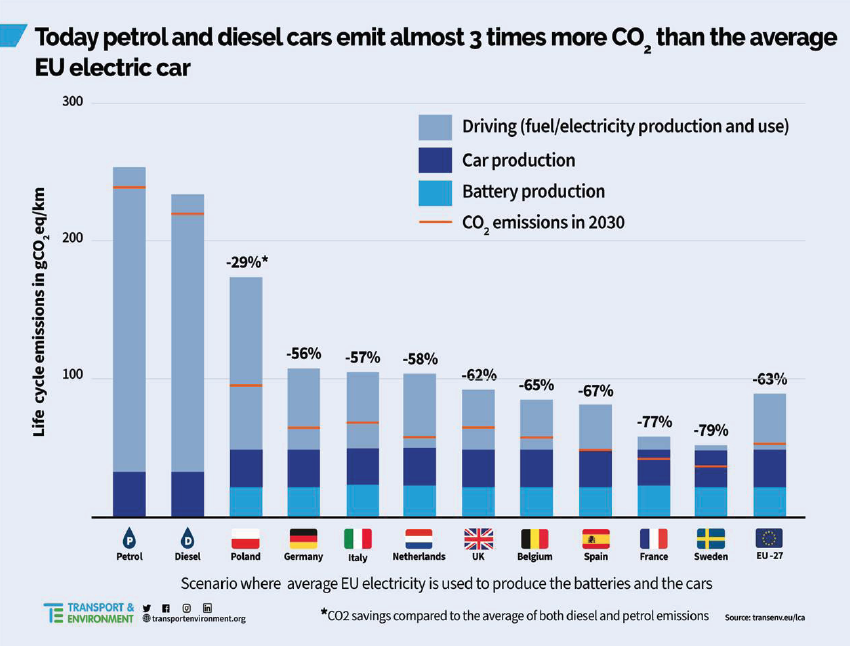 Today petrol and diesel cars emit almost 3 times more CO₂ than the average
EU electric car
300
200
100
Life cycle emissions in gCO₂eq/km
Driving (fuel/electricity production and use)
Car production
Battery production
CO₂ emissions in 2030
-29%*
-56%
-57%
-58%
-62%
-65%
-67%
-77%
-79%
-63%
P
D
Petrol
Diesel
Poland
Germany
Italy
Netherlands
UK
Belgium
Spain
France
Sweden
EU-27
Scenario where average EU electricity is used to produce the batteries and the cars
TE TRANSPORT &
ENVIRONMENT
transportenvironment.org
*CO2 savings compared to the average of both diesel and petrol emissions
Source: transenv.eu/lca